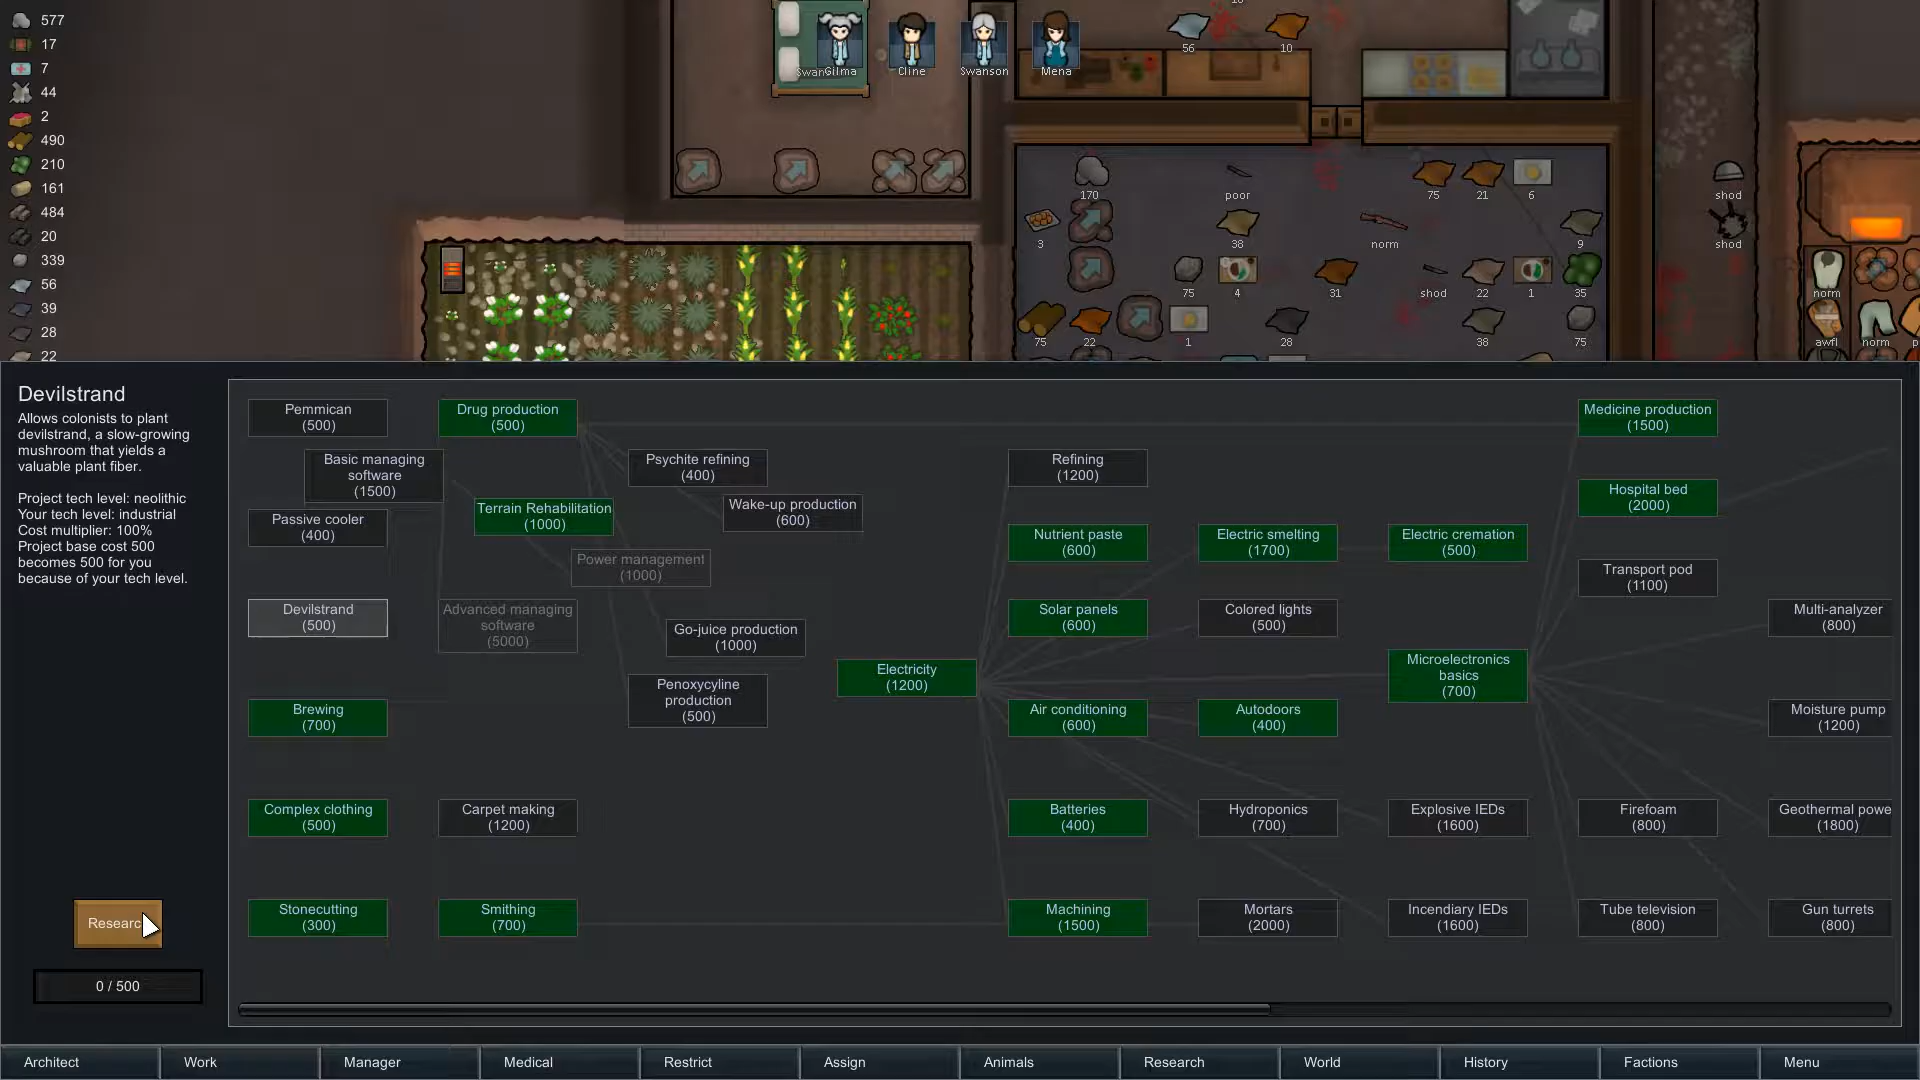 577
17
7
44
2
490
210
161
484
20
339
56
39
28
22
Gilma
Cline
Swanson
Mena
56
10
170
poor
75
21
6
shod
3
38
norm
9
shod
75
4
31
shod
22
1
35
norm
75
22
1
28
38
75
awfl
norm
Devilstrand
Allows colonists to plant
devilstrand, a slow-growing
mushroom that yields a
valuable plant fiber.
Project tech level: neolithic
Your tech level: industrial
Cost multiplier: 100%
Project base cost 500
becomes 500 for you
because of your tech level.
Researc
0 / 500
Pemmican
(500)
Drug production
(500)
Medicine production
(1500)
Basic managing
software
(1500)
Psychite refining
(400)
Refining
(1200)
Hospital bed
(2000)
Terrain Rehabilitation
(1000)
Wake-up production
(600)
Passive cooler
(400)
Nutrient paste
(600)
Electric smelting
(1700)
Electric cremation
(500)
Power management
(1000)
Transport pod
(1100)
Devilstrand
(500)
Advanced managing
software
(5000)
Go-juice production
(1000)
Solar panels
(600)
Colored lights
(500)
Multi-analyzer
(800)
Electricity
(1200)
Microelectronics
basics
(700)
Penoxycyline
production
(500)
Brewing
(700)
Air conditioning
(600)
Autodoors
(400)
Moisture pump
(1200)
Complex clothing
(500)
Carpet making
(1200)
Batteries
(400)
Hydroponics
(700)
Explosive IEDs
(1600)
Firefoam
(800)
Geothermal powe
(1800)
Stonecutting
(300)
Smithing
(700)
Machining
(1500)
Mortars
(2000)
Incendiary IEDs
(1600)
Tube television
(800)
Gun turrets
(800)
Architect
Work
Manager
Medical
Restrict
Assign
Animals
Research
World
History
Factions
Menu